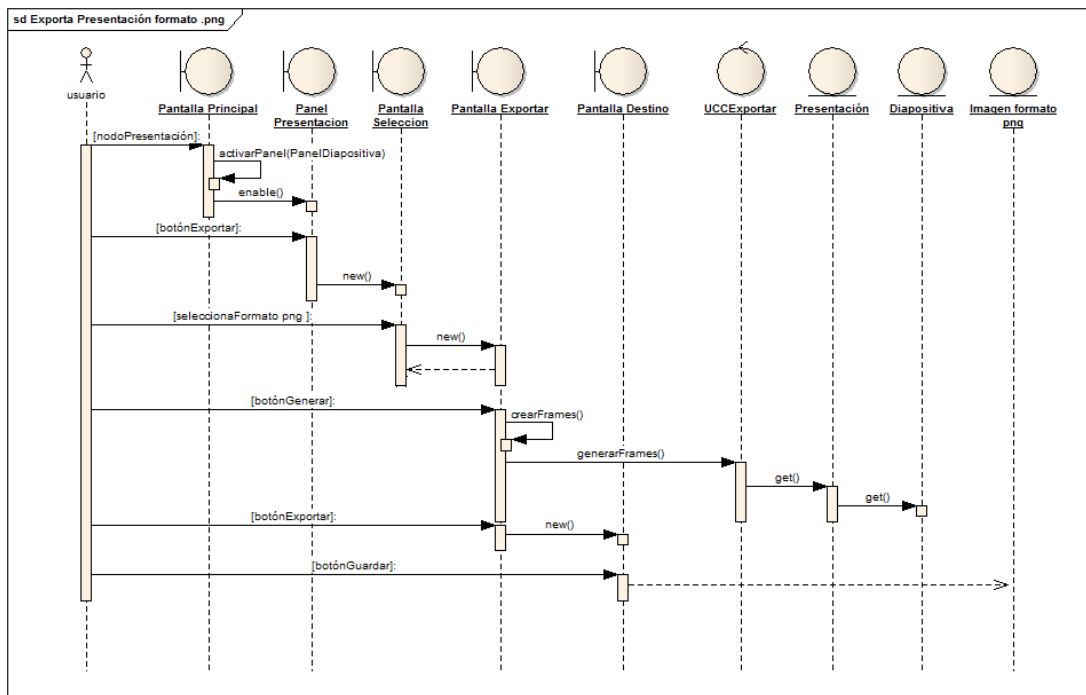 sd Exporta Presentación formato .png
usuario
Pantalla Principal
Panel
Presentacion
Pantalla
Seleccion
Pantalla Exportar
Pantalla Destino
UCCExportar
Presentación
Diapositiva
Imagen formato
png
[nodoPresentación]:
activarPanel(PanelDiapositiva)
enable()
[botónExportar]:
new()
[seleccionaFormato png ]:
new()
[botónGenerar]:
crearFrames()
generarFrames()
get()
get()
[botónExportar]:
new()
[botónGuardar]: